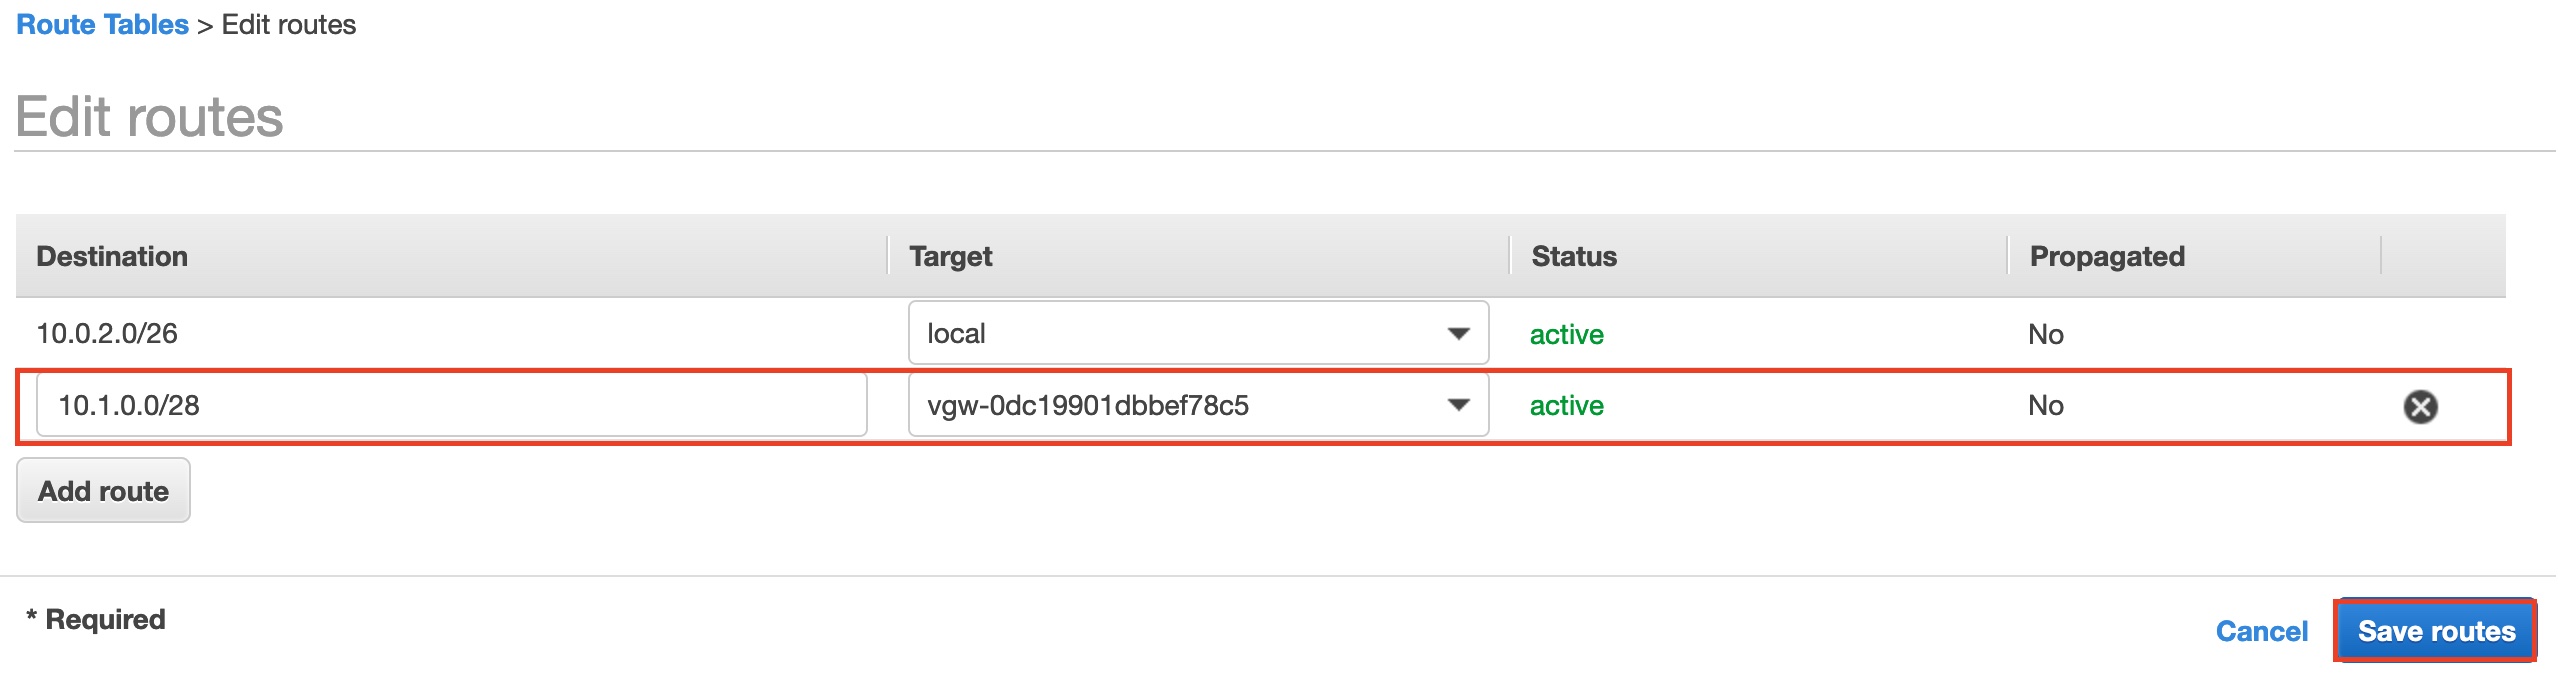 Route Tables > Edit routes
Edit routes
Destination Target Status Propagated
10.0.2.0/26 local active No
10.1.0.0/28 vgw-0dc19901dbbef78c5 active No
Add route
* Required
Cancel Save routes